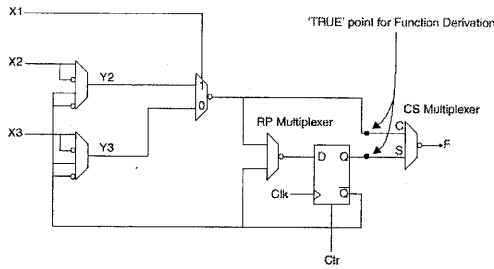 X1
'TRUE' point for Function Derivation
X2
Y2
1
0
CS Multiplexer
RP Multiplexer
C
F
X3
Y3
S
D Q
Clk
Q
Clr